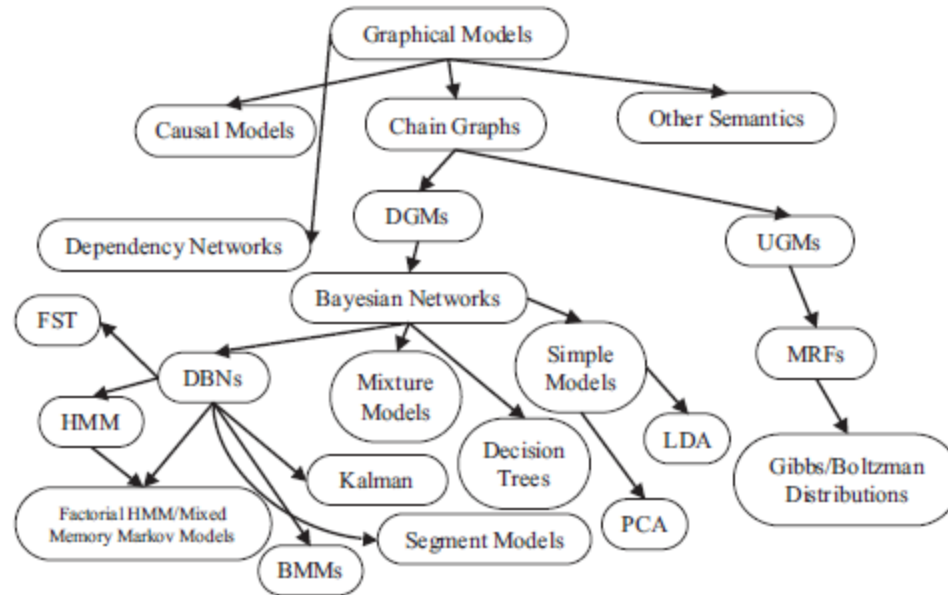 Graphical Models
Causal Models
Chain Graphs
Other Semantics
DGMs
Dependency Networks
UGMs
Bayesian Networks
FST
DBNs
Mixture
Models
Simple
Models
MRFs
HMM
LDA
Decision
Trees
Kalman
Gibbs/Boltzman
Distributions
Factorial HMM/Mixed
Memory Markov Models
PCA
Segment Models
BMMs